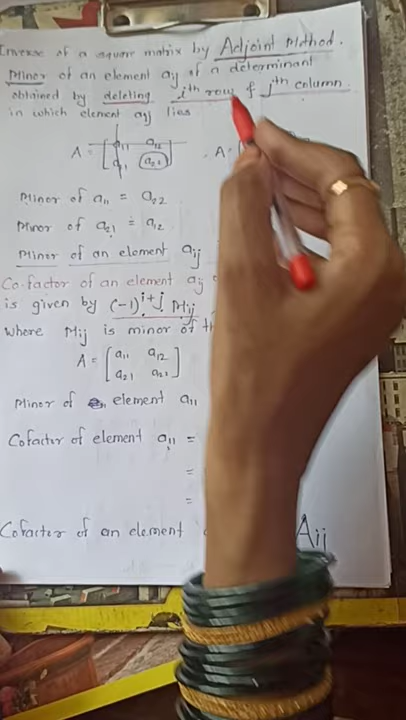 Inverse of a square matrix by Adjoint Method.
Minor of an element aij of a determinant
obtained by deleting ith row & jth column
in which element aij lies
A = [ a11 a12 . A =
a21 a22 ]
Minor of a11 = a22
Minor of a21 = a12
Minor of an element aij
Co-factor of an element aij
is given by (-1)^i+j Mij
where Mij is minor of
A = [ a11 a12
a21 a22 ]
Minor of element a11
Cofactor of element a11 =
=
=
Cofactor of an element Aij